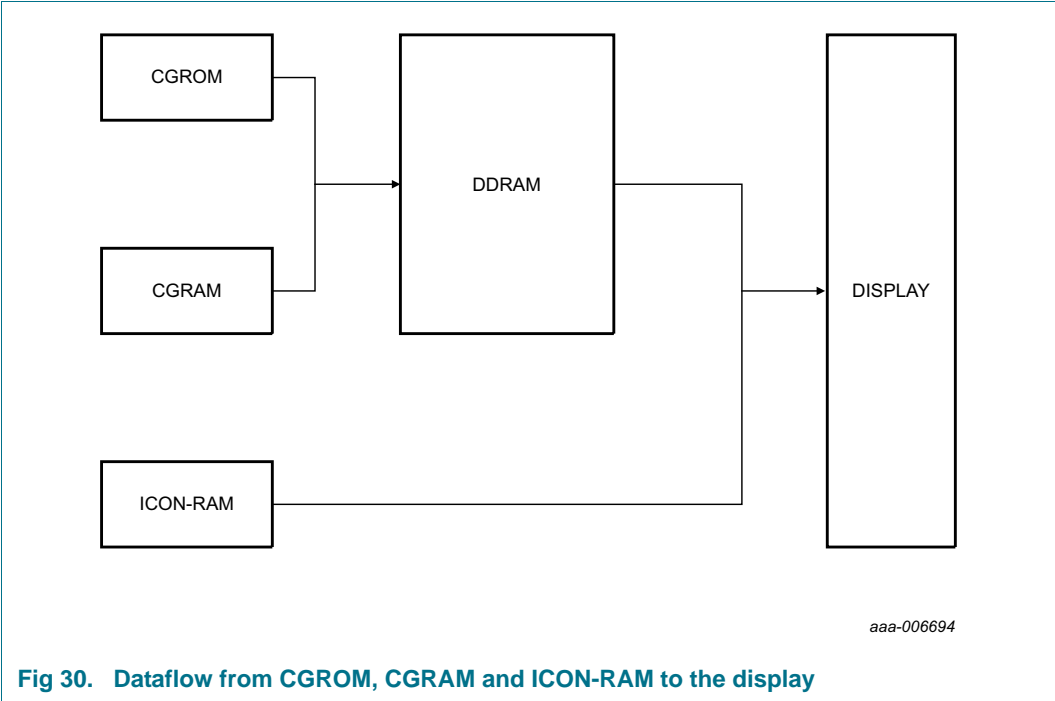 CGROM
DDRAM
CGRAM
DISPLAY
ICON-RAM
aaa-006694
Fig 30. Dataflow from CGROM, CGRAM and ICON-RAM to the display